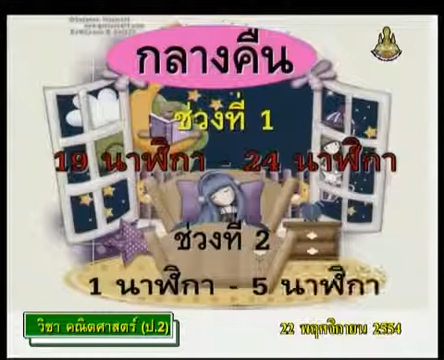 กลางคืน
ช่วงที่ 1
19 นาฬิกา - 24 นาฬิกา
ช่วงที่ 2
1 นาฬิกา - 5 นาฬิกา
วิชา คณิตศาสตร์ (ป.2)
22 พฤศจิกายน 2554